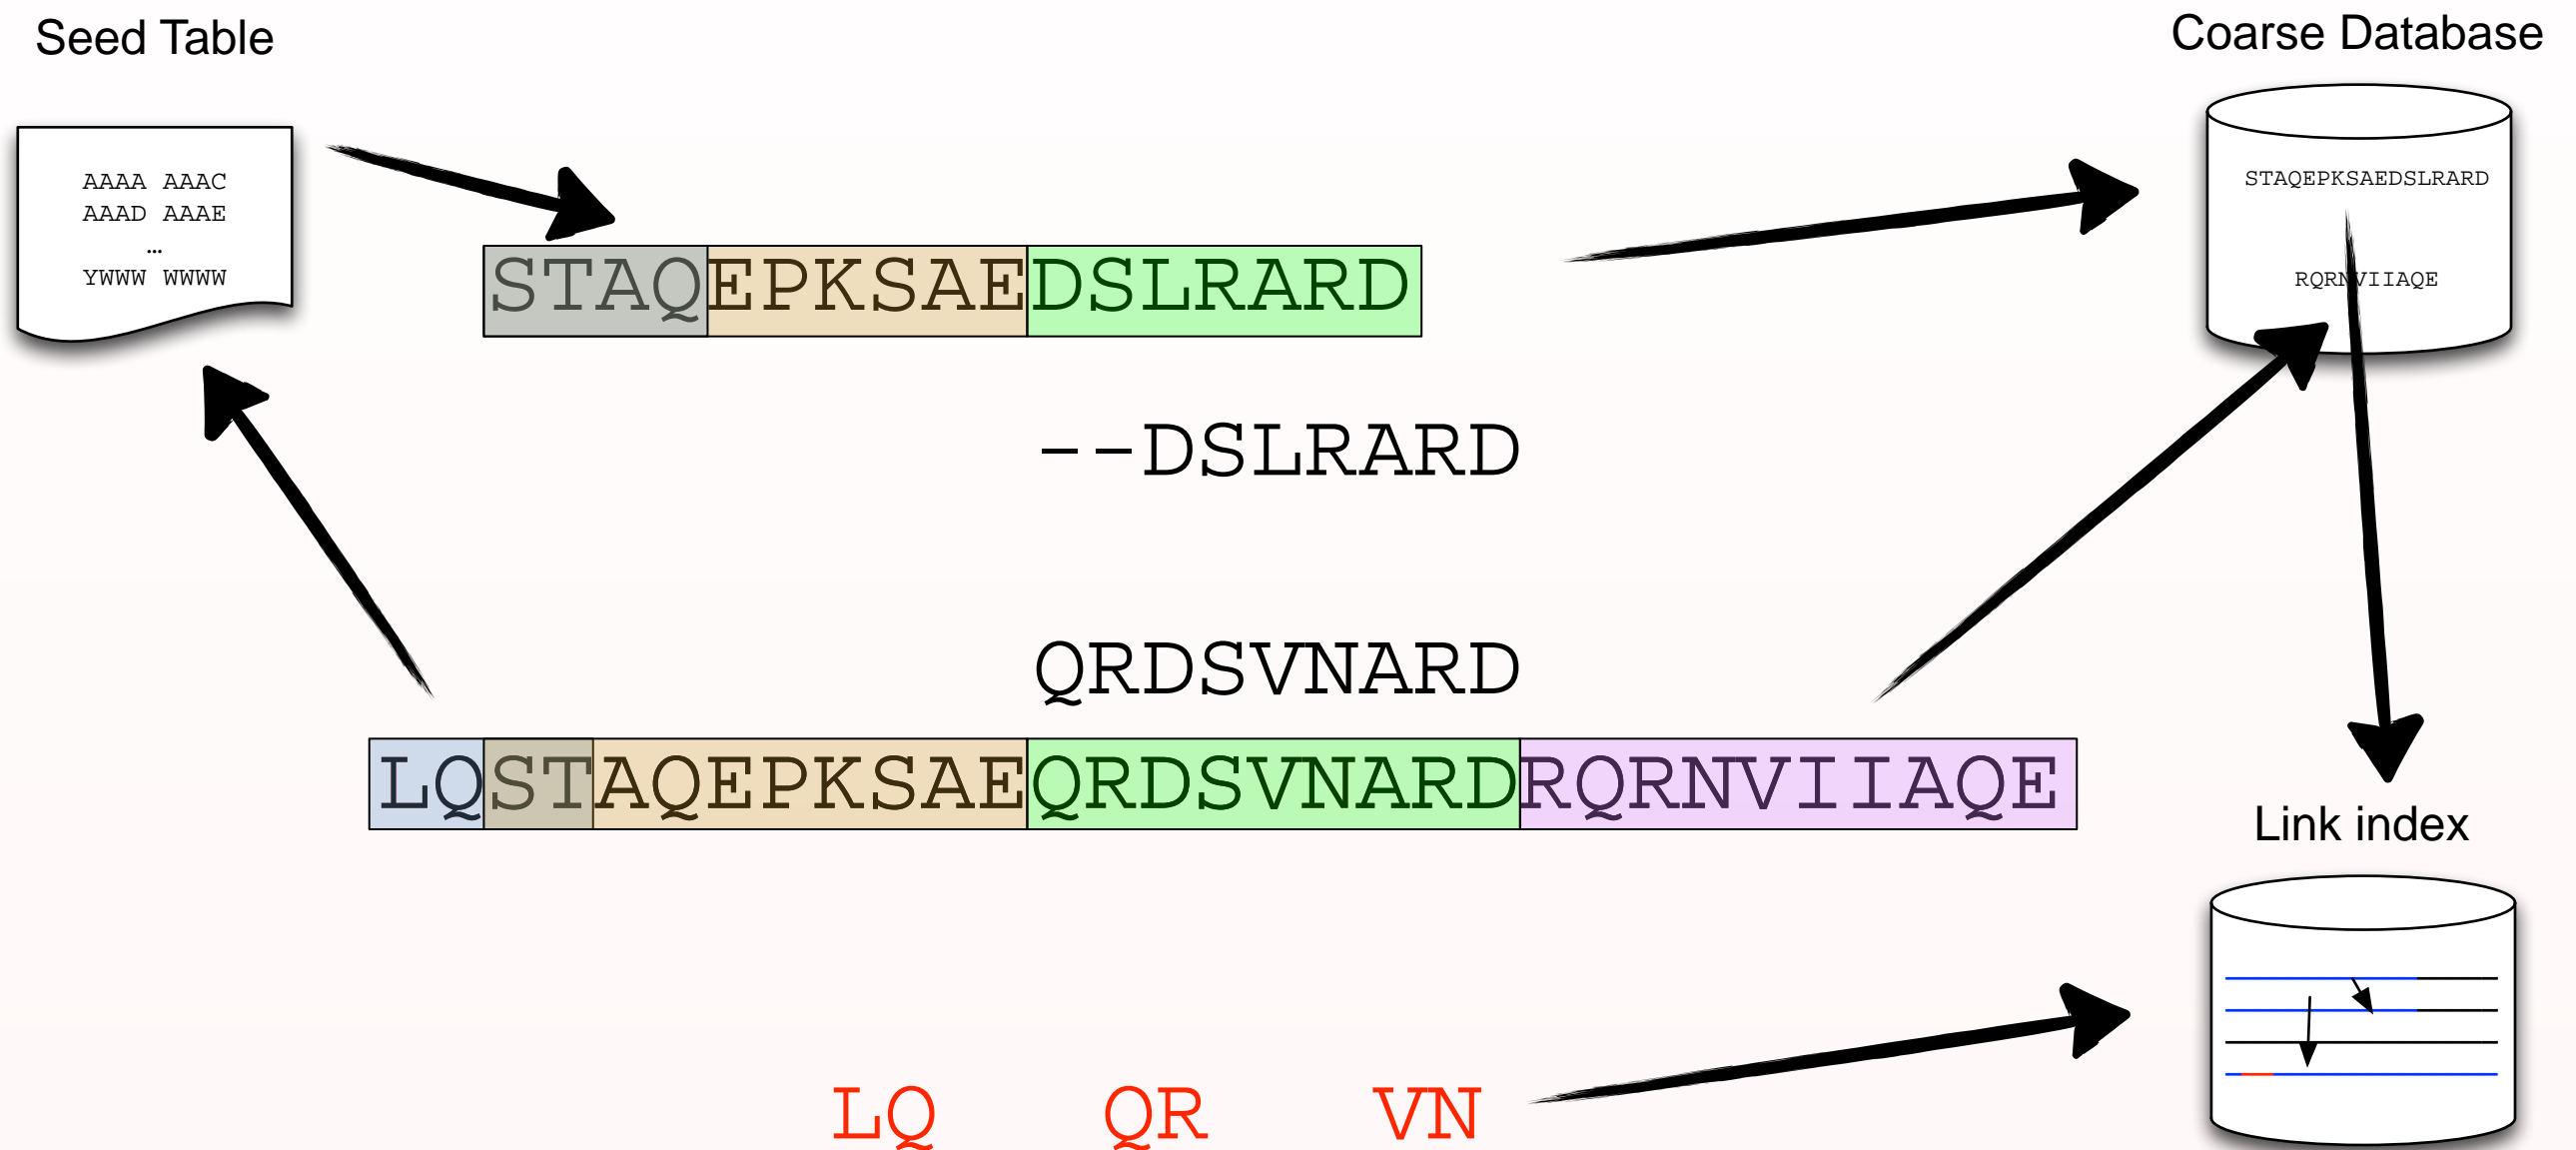 Seed Table
Coarse Database
AAAA AAAC
AAAD AAAE
…
YWWW WWWW
STAQEPKSAEDSLRARD
RQRNVIIAQE
STAQEPKSAEDSLRARD
--DSLRARD
QRDSVNARD
LQSTAQEPKSAEQRDSVNARDRQRNVIIAQE
Link index
LQ QR VN